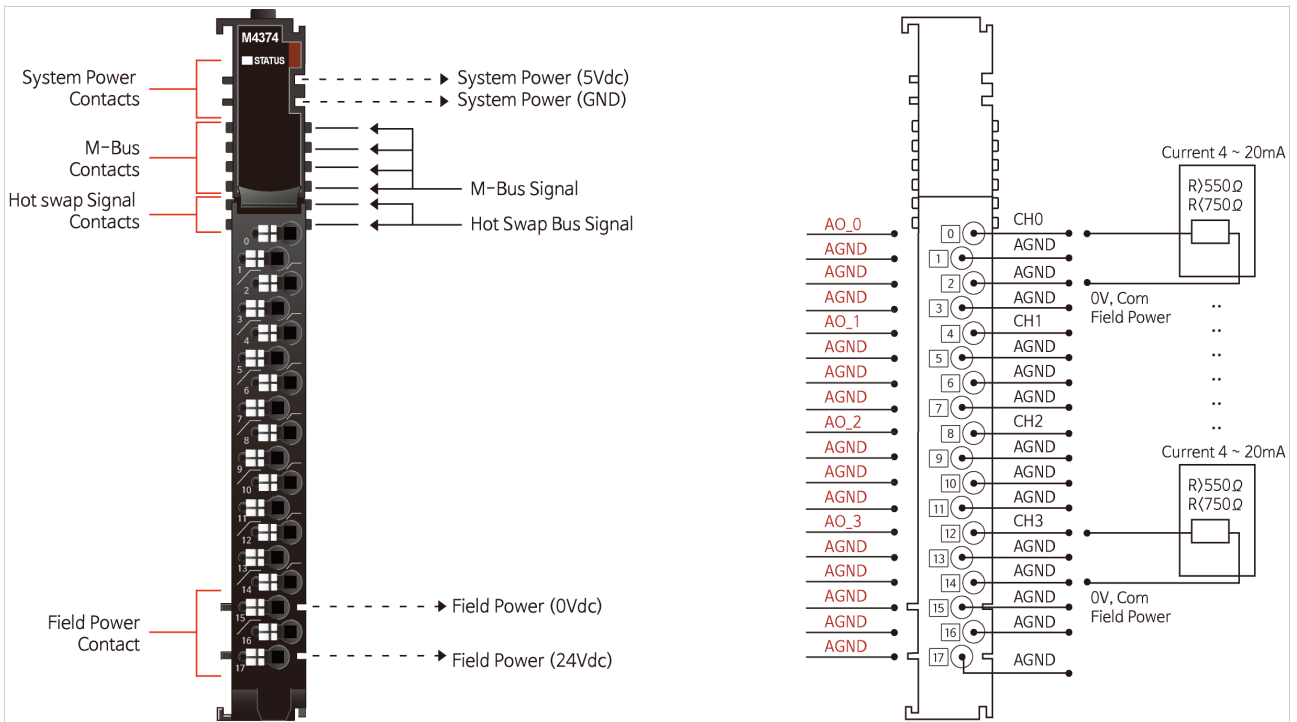 M4374
STATUS
System Power
Contacts
System Power (5Vdc)
System Power (GND)
M-Bus
Contacts
M-Bus Signal
Hot swap Signal
Contacts
Hot Swap Bus Signal
0
1
2
3
4
5
6
7
8
9
10
11
12
13
14
15
16
17
Field Power
Contact
Field Power (0Vdc)
Field Power (24Vdc)
AO_0
AGND
AGND
AGND
AO_1
AGND
AGND
AGND
AO_2
AGND
AGND
AGND
AO_3
AGND
AGND
AGND
AGND
AGND
0
1
2
3
4
5
6
7
8
9
10
11
12
13
14
15
16
17
CH0
AGND
AGND
AGND
CH1
AGND
AGND
AGND
CH2
AGND
AGND
AGND
CH3
AGND
AGND
AGND
AGND
AGND
Current 4 ~ 20mA
R〉550Ω
R〈750Ω
0V, Com
Field Power
Current 4 ~ 20mA
R〉550Ω
R〈750Ω
0V, Com
Field Power